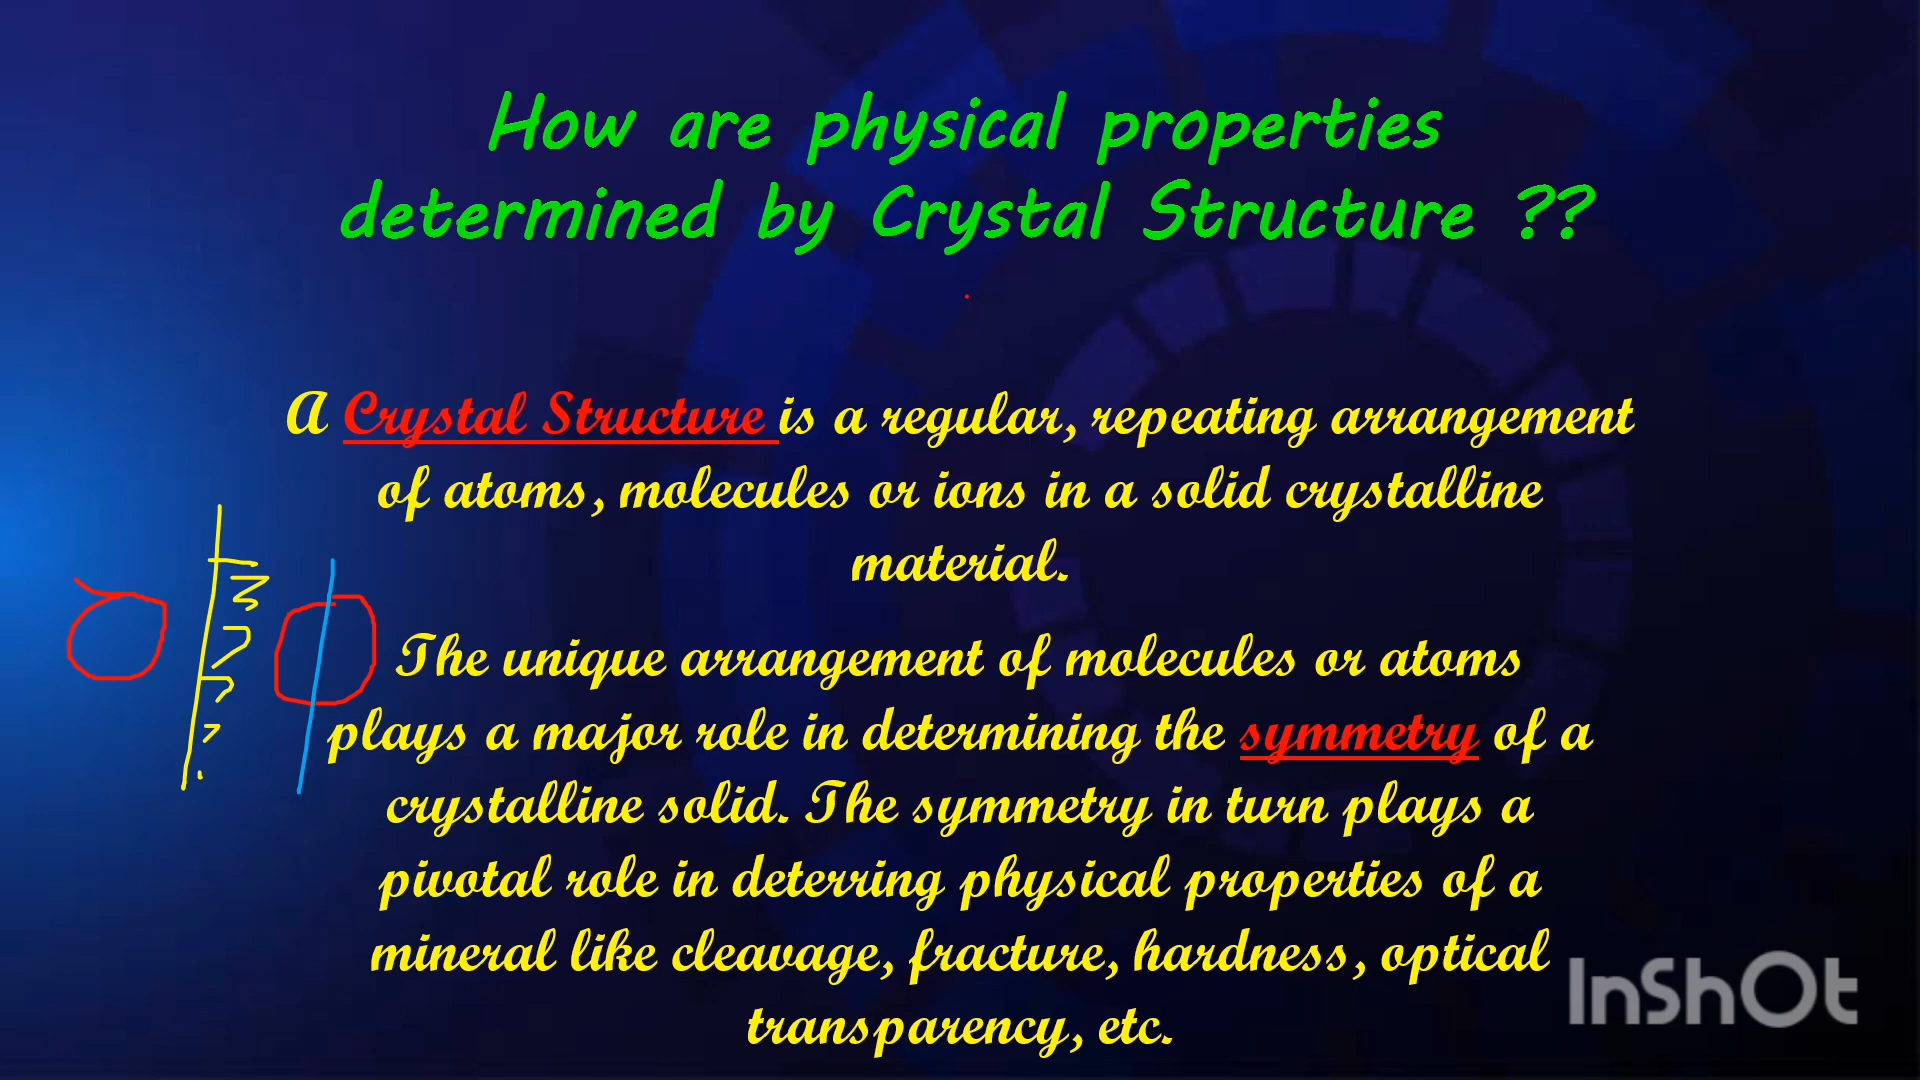 How are physical properties
determined by Crystal Structure ??
A Crystal Structure is a regular, repeating arrangement
of atoms, molecules or ions in a solid crystalline
material.
The unique arrangement of molecules or atoms
plays a major role in determining the symmetry of a
crystalline solid. The symmetry in turn plays a
pivotal role in deterring physical properties of a
mineral like cleavage, fracture, hardness, optical
transparency, etc.
InShOt